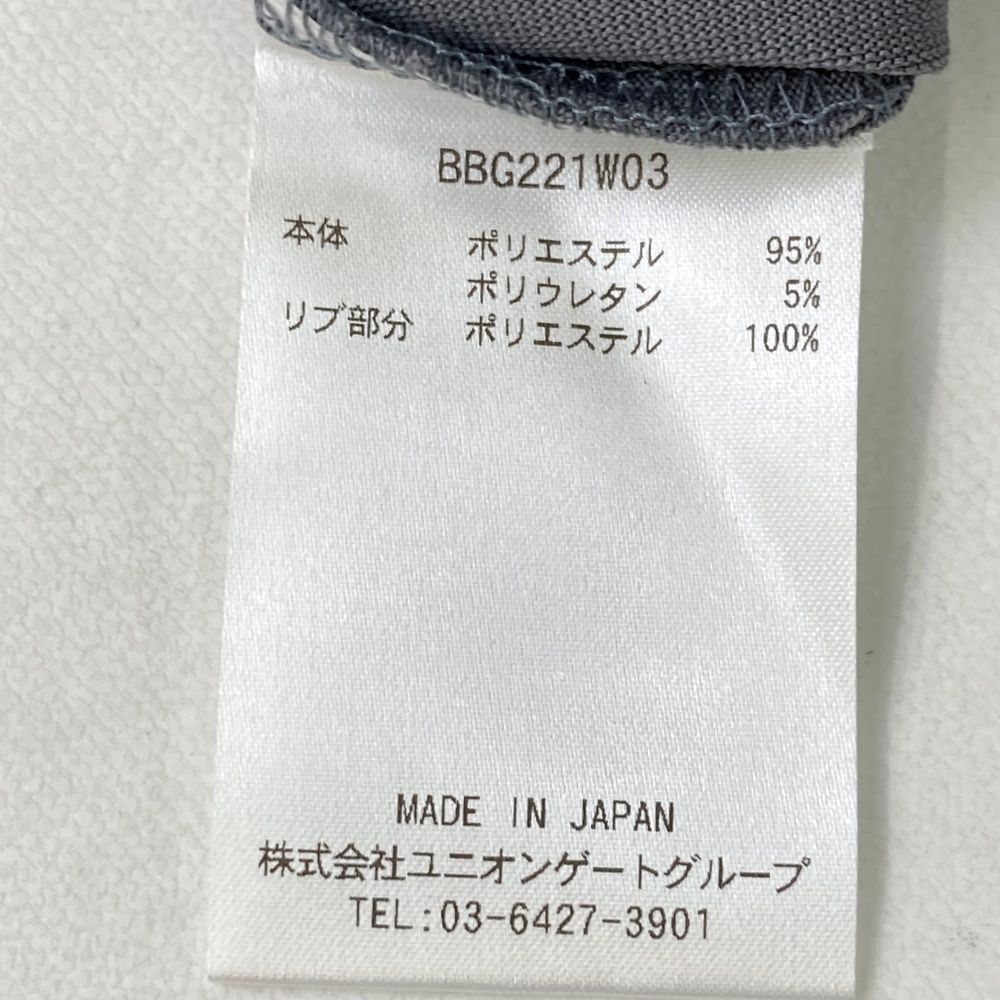 BBG221W03
本体 ポリエステル 95%
ポリウレタン 5%
リブ部分 ポリエステル 100%
MADE IN JAPAN
株式会社ユニオンゲートグループ
TEL:03-6427-3901